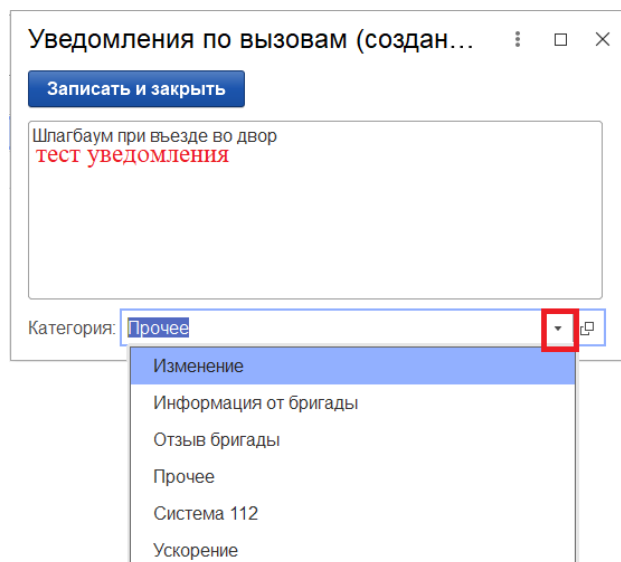 Уведомления по вызовам (создан...
Записать и закрыть
Шлагбаум при въезде во двор
тест уведомления
Категория: Прочее
Изменение
Информация от бригады
Отзыв бригады
Прочее
Система 112
Ускорение